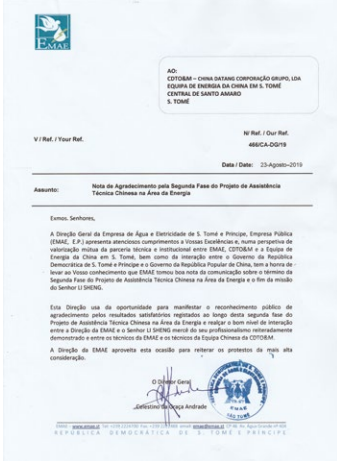 EMAE
AO:
CDTO&M – CHINA DATANG CORPORAÇÃO GRUPO, LDA
EQUIPA DE ENERGIA DA CHINA EM S. TOMÉ
CENTRAL DE SANTO AMARO
S. TOMÉ
V / Ref. / Your Ref.
N/ Ref. / Our Ref.
486/CA-DG/19
Data / Date: 23-Agosto-2019
Assunto: Nota de Agradecimento pela Segunda Fase do Projeto de Assistência
Técnica Chinesa na Área da Energia
Exmos. Senhores,
A Direção Geral da Empresa de Água e Eletricidade de S. Tomé e Príncipe, Empresa Pública
(EMAE, E.P.) apresenta atenciosos cumprimentos a Vossas Excelências e, numa perspetiva de
valorização mútua da parceria técnica e institucional entre EMAE, CDTO&M e a Equipa de
Energia da China em S. Tomé, bem como da interação entre o Governo da República
Democrática de S. Tomé e Príncipe e o Governo da República Popular de China, tem a honra de
levar ao Vosso conhecimento que EMAE tomou boa nota da comunicação sobre o término da
Segunda Fase do Projeto de Assistência Técnica Chinesa na Área da Energia e o fim da missão
do Senhor LI SHENG.
Esta Direção usa da oportunidade para manifestar o reconhecimento público de
agradecimento pelos resultados satisfatórios registados ao longo desta segunda fase do
Projeto de Assistência Técnica Chinesa na Área da Energia e realçar o bom nível de interação
entre a Direção da EMAE e o Senhor LI SHENG mercê do seu profissionalismo reiteradamente
demonstrado e entre os técnicos da EMAE e os técnicos da Equipa Chinesa da CDTO&M.
A Direção da EMAE aproveita esta ocasião para reiterar os protestos da mais alta
consideração.
O Diretor Geral
Celestino da Graça Andrade
EMAE
SÃO TOMÉ
EMAE - www.emae.st
REPÚBLICA DEMOCRÁTICA DE S. TOMÉ E PRÍNCIPE